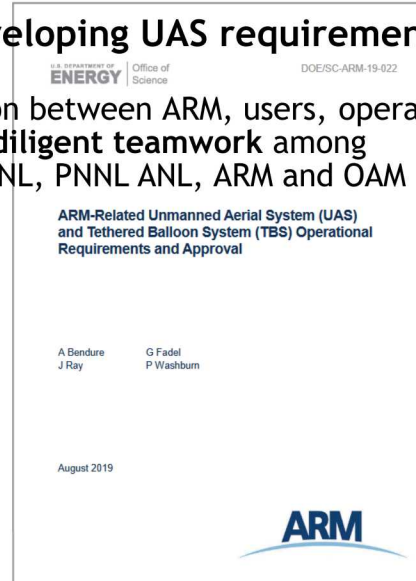 veloping UAS requiremen
U.S. DEPARTMENT OF
ENERGY
Office of
Science
DOE/SC-ARM-19-022
on between ARM, users, opera
diligent teamwork among
NL, PNNL ANL, ARM and OAM
ARM-Related Unmanned Aerial System (UAS)
and Tethered Balloon System (TBS) Operational
Requirements and Approval
A Bendure G Fadel
J Ray P Washburn
August 2019
ARM